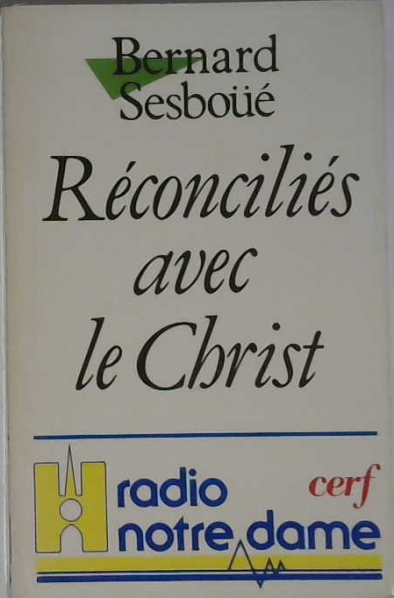 Bernard
Sesboüé
Réconciliés
avec
le Christ
radio
cerf
notre dame